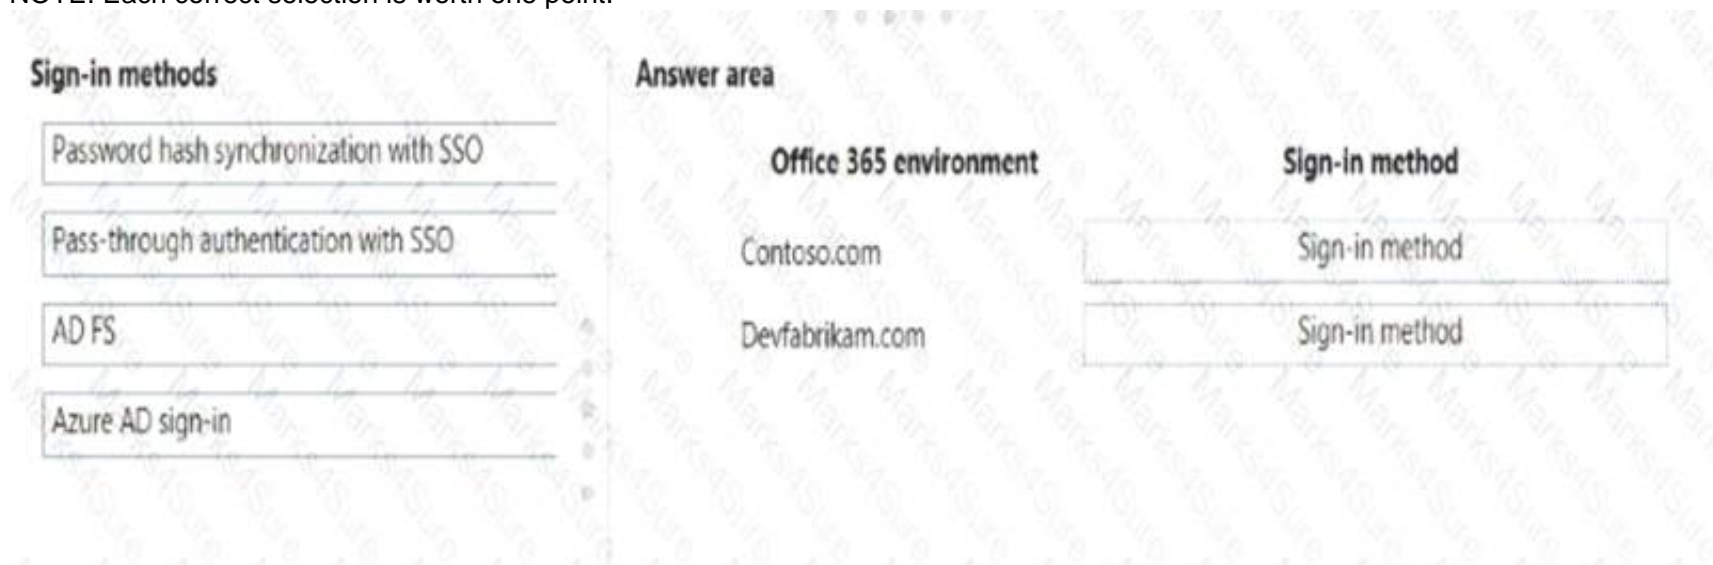 NOTE: Each correct selection is worth one point.
Sign-in methods
Password hash synchronization with SSO
Pass-through authentication with SSO
AD FS
Azure AD sign-in
Answer area
Office 365 environment
Sign-in method
Contoso.com
Sign-in method
Devfabrikam.com
Sign-in method
Marks4Sure